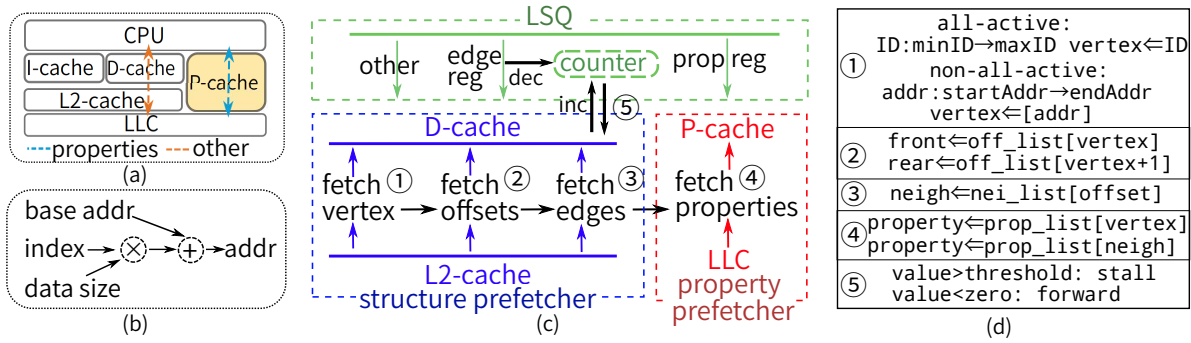 CPU
I-cache
D-cache
P-cache
L2-cache
LLC
properties
other
(a)
base addr
index
×
+
addr
data size
(b)
LSQ
other
edge
reg
dec
counter
prop reg
inc
⑤
D-cache
P-cache
fetch ①
vertex
fetch ②
offsets
fetch ③
edges
fetch ④
properties
L2-cache
structure prefetcher
LLC
property
prefetcher
(c)
①
all-active:
ID:minID→maxID vertex⇐ID
non-all-active:
addr:startAddr→endAddr
vertex⇐[addr]
②
front⇐off_list[vertex]
rear⇐off_list[vertex+1]
③
neigh⇐nei_list[offset]
④
property⇐prop_list[vertex]
property⇐prop_list[neigh]
⑤
value>threshold: stall
value<zero: forward
(d)